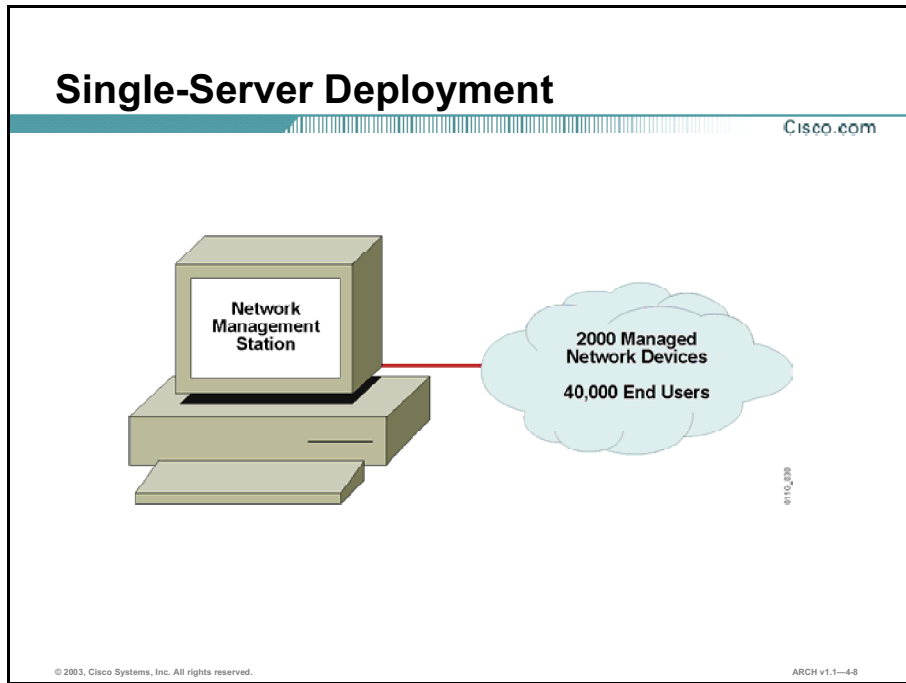 Single-Server Deployment
Cisco.com
Network
Management
Station
2000 Managed
Network Devices
40,000 End Users
011G_030
© 2003, Cisco Systems, Inc. All rights reserved.
ARCH v1.1—4-8